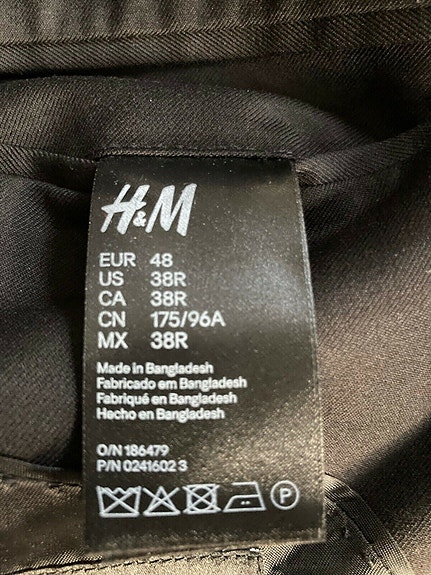 H&M
EUR 48
US 38R
CA 38R
CN 175/96A
MX 38R
Made in Bangladesh
Fabricado em Bangladesh
Fabriqué en Bangladesh
Hecho en Bangladesh
O/N 186479
P/N 0241602 3
P